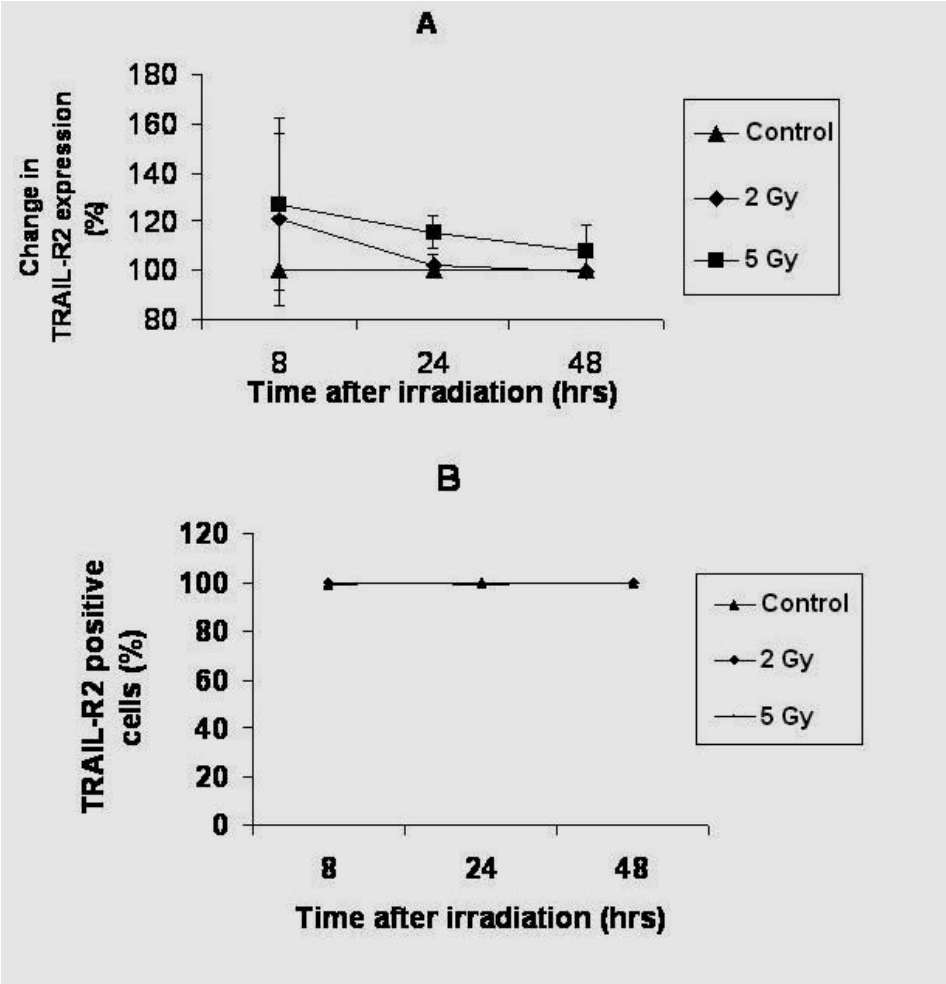 A
Change in
TRAIL-R2 expression
(%)
180
160
140
120
100
80
8 24 48
Time after irradiation (hrs)
Control
2 Gy
5 Gy
B
TRAIL-R2 positive
cells (%)
120
100
80
60
40
20
0
8 24 48
Time after irradiation (hrs)
Control
2 Gy
5 Gy